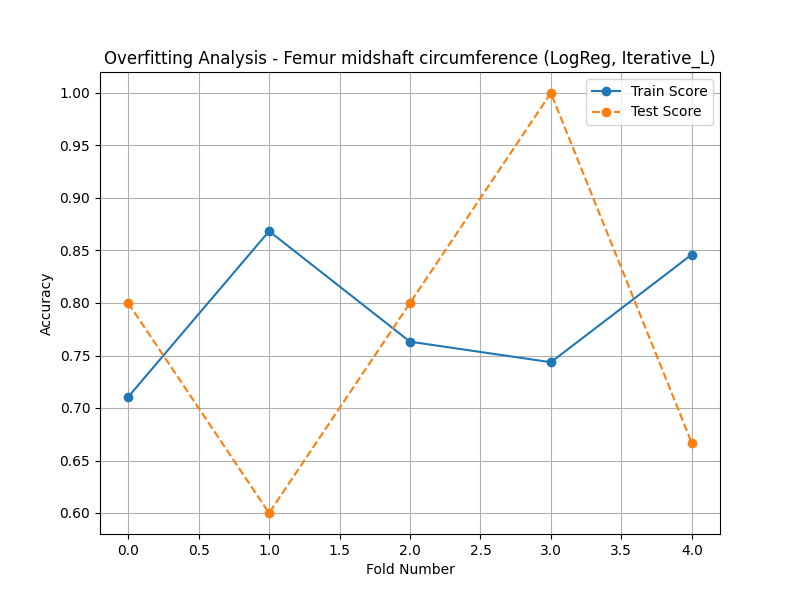 Overfitting Analysis - Femur midshaft circumference (LogReg, Iterative_L)
Train Score
Test Score
Accuracy
1.00
0.95
0.90
0.85
0.80
0.75
0.70
0.65
0.60
0.0 0.5 1.0 1.5 2.0 2.5 3.0 3.5 4.0
Fold Number